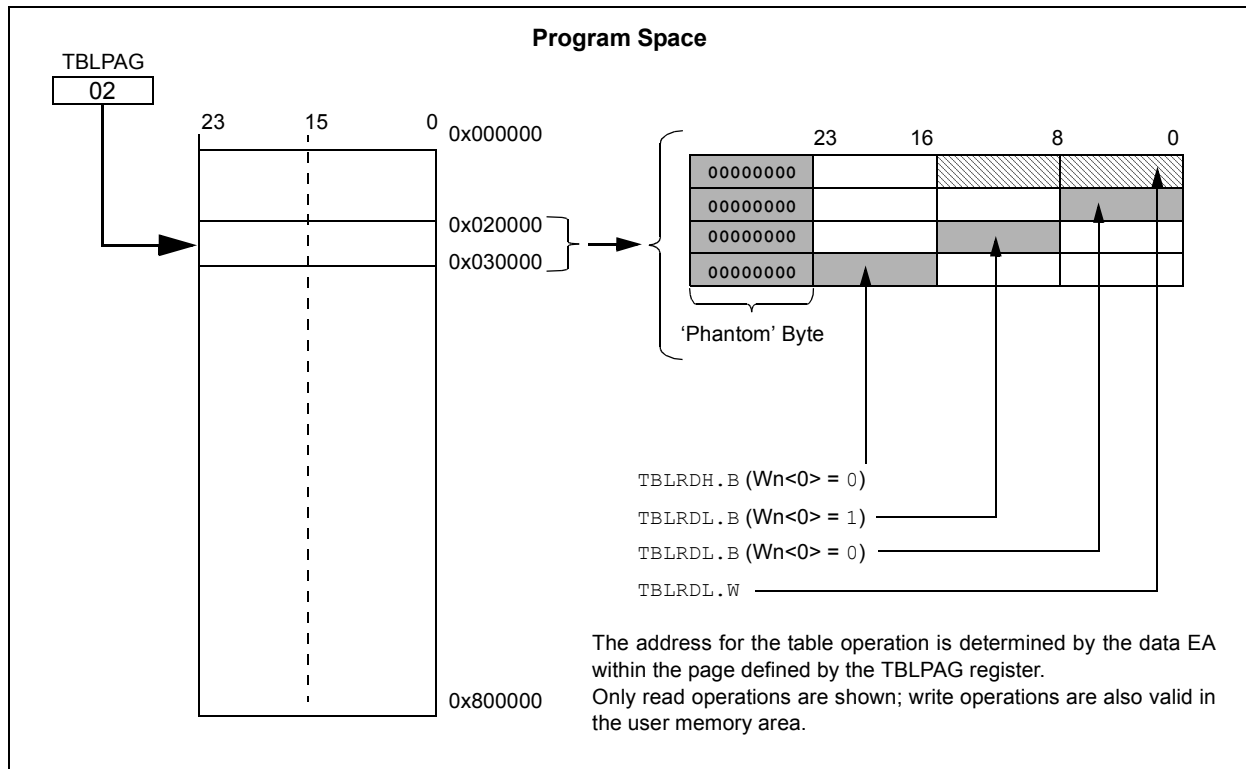 Program Space
TBLPAG
02
23 15 0
0x000000
0x020000
0x030000
0x800000
23 16 8 0
00000000
00000000
00000000
00000000
‘Phantom’ Byte
TBLRDH.B (Wn<0> = 0)
TBLRDL.B (Wn<0> = 1)
TBLRDL.B (Wn<0> = 0)
TBLRDL.W
The address for the table operation is determined by the data EA
within the page defined by the TBLPAG register.
Only read operations are shown; write operations are also valid in
the user memory area.